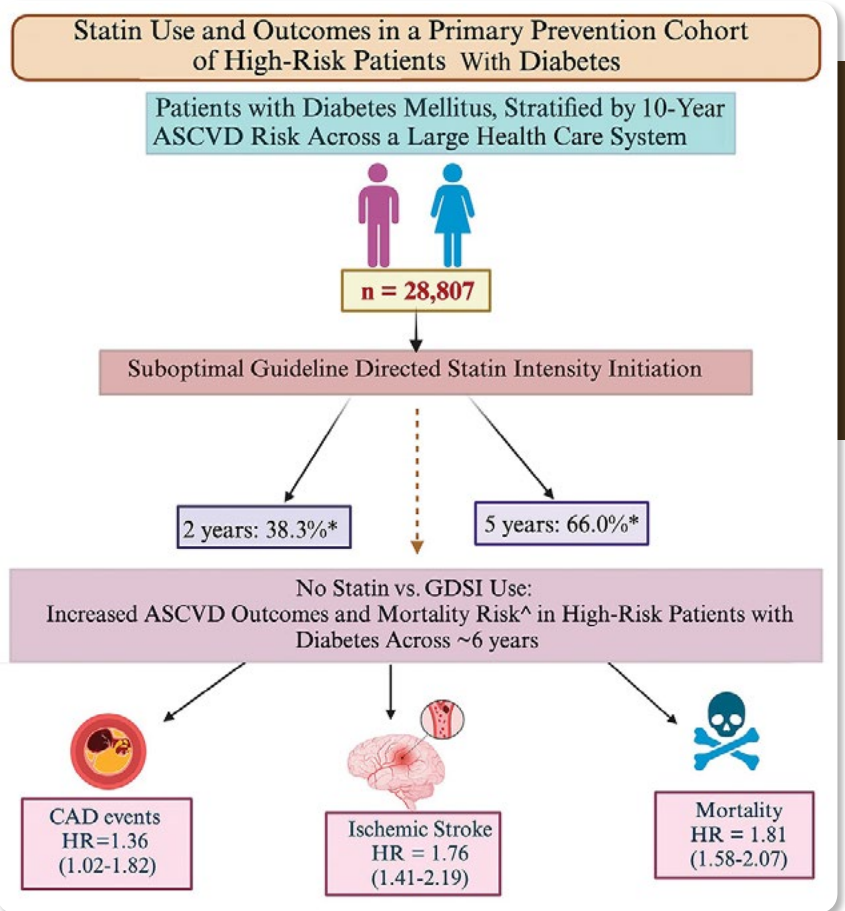 Statin Use and Outcomes in a Primary Prevention Cohort
of High-Risk Patients With Diabetes
Patients with Diabetes Mellitus, Stratified by 10-Year
ASCVD Risk Across a Large Health Care System
n = 28,807
Suboptimal Guideline Directed Statin Intensity Initiation
2 years: 38.3%*
5 years: 66.0%*
No Statin vs. GDSI Use:
Increased ASCVD Outcomes and Mortality Risk^ in High-Risk Patients with
Diabetes Across ~6 years
CAD events
HR=1.36
(1.02-1.82)
Ischemic Stroke
HR = 1.76
(1.41-2.19)
Mortality
HR = 1.81
(1.58-2.07)